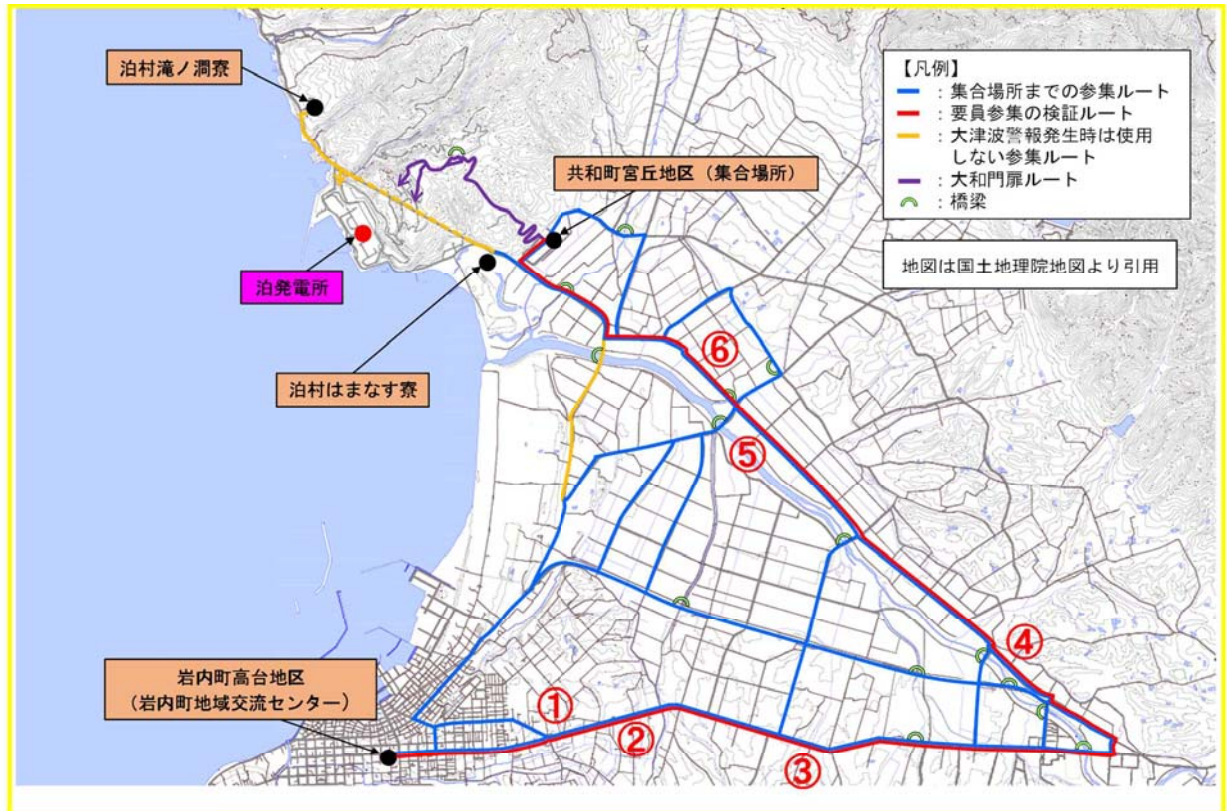 泊村滝ノ澗寮
【凡例】
：集合場所までの参集ルート
：要員参集の検証ルート
：大津波警報発生時は使用
しない参集ルート
：大和門扉ルート
：橋梁
共和町宮丘地区（集合場所）
地図は国土地理院地図より引用
泊発電所
泊村はまなす寮
⑥
⑤
④
岩内町高台地区
（岩内町地域交流センター）
①
②
③